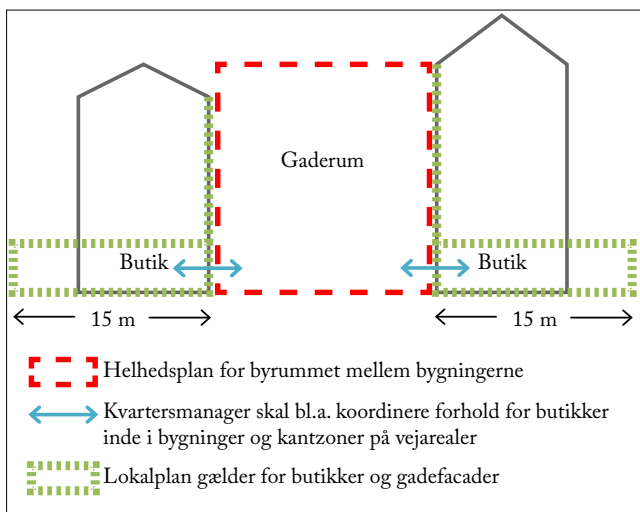 Gaderum
Butik
Butik
15 m
15 m
Helhedsplan for byrummet mellem bygningerne
Kvartersmanager skal bl.a. koordinere forhold for butikker
inde i bygninger og kantzoner på vejarealer
Lokalplan gælder for butikker og gadefacader